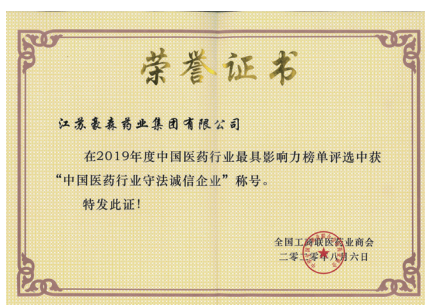 荣誉证书
江苏豪森药业集团有限公司
在2019年度中国医药行业最具影响力榜单评选中获
“中国医药行业守法诚信企业”称号。
特发此证！
全国工商联医药业商会
二零二零年八月六日